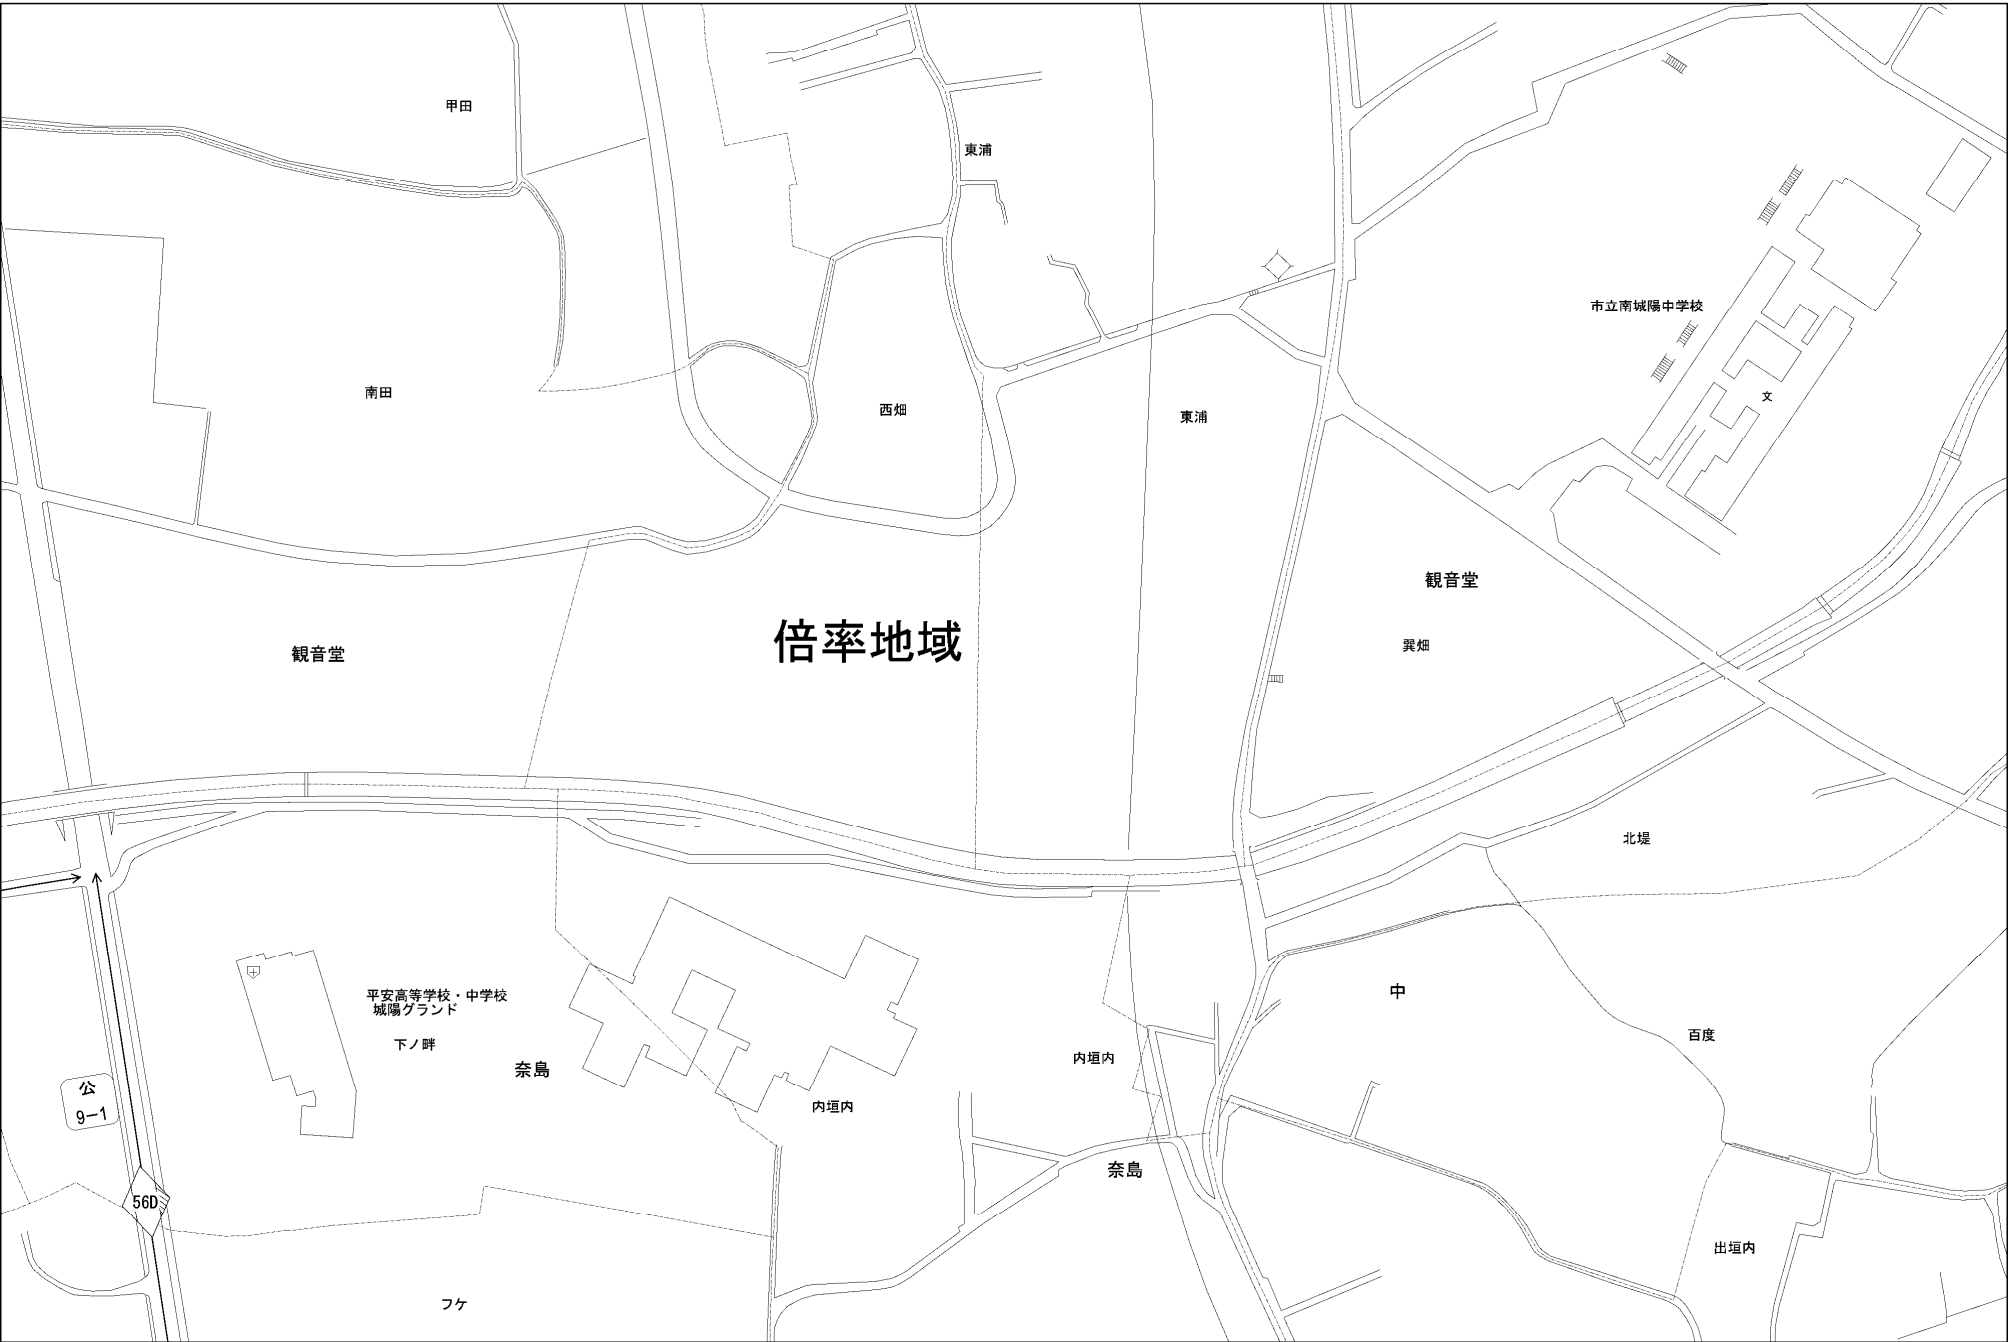 甲田
東浦
市立南城陽中学校
南田
西畑
東浦
文
観音堂
倍率地域
観音堂
巽畑
北堤
平安高等学校・中学校
城陽グランド
中
下ノ畔
百度
内垣内
奈島
公
9-1
内垣内
奈島
56D
出垣内
フケ